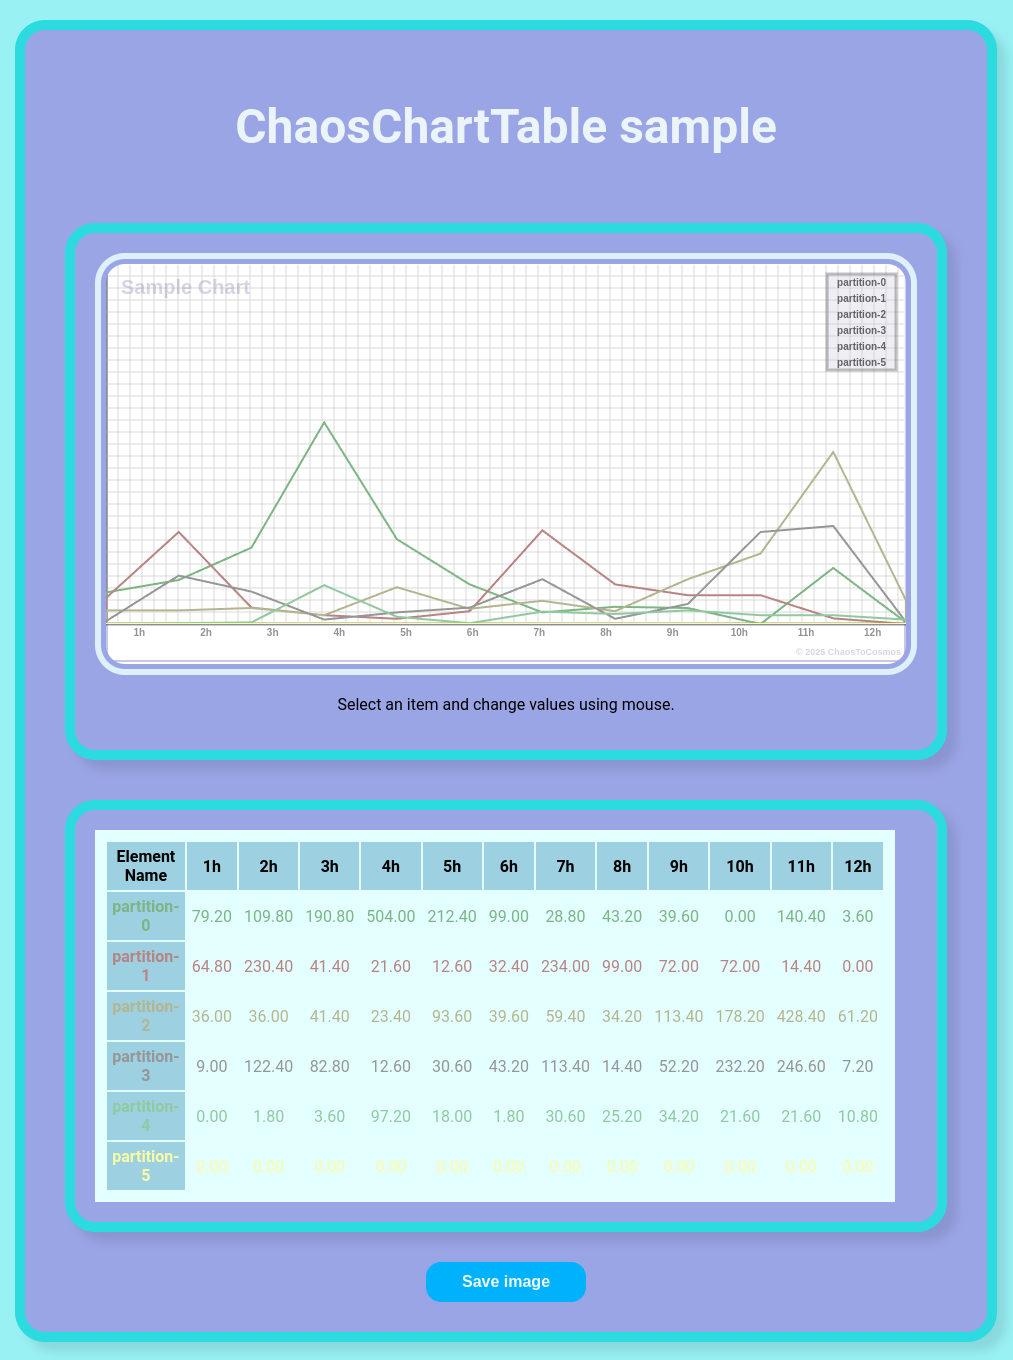 ChaosChartTable sample
Sample Chart
partition-0
partition-1
partition-2
partition-3
partition-4
partition-5
1h 2h 3h 4h 5h 6h 7h 8h 9h 10h 11h 12h
© 2025 ChaosToCosmos
Select an item and change values using mouse.
Element Name 1h 2h 3h 4h 5h 6h 7h 8h 9h 10h 11h 12h
partition-0 79.20 109.80 190.80 504.00 212.40 99.00 28.80 43.20 39.60 0.00 140.40 3.60
partition-1 64.80 230.40 41.40 21.60 12.60 32.40 234.00 99.00 72.00 72.00 14.40 0.00
partition-2 36.00 36.00 41.40 23.40 93.60 39.60 59.40 34.20 113.40 178.20 428.40 61.20
partition-3 9.00 122.40 82.80 12.60 30.60 43.20 113.40 14.40 52.20 232.20 246.60 7.20
partition-4 0.00 1.80 3.60 97.20 18.00 1.80 30.60 25.20 34.20 21.60 21.60 10.80
partition-5 0.00 0.00 0.00 0.00 0.00 0.00 0.00 0.00 0.00 0.00 0.00 0.00
Save image